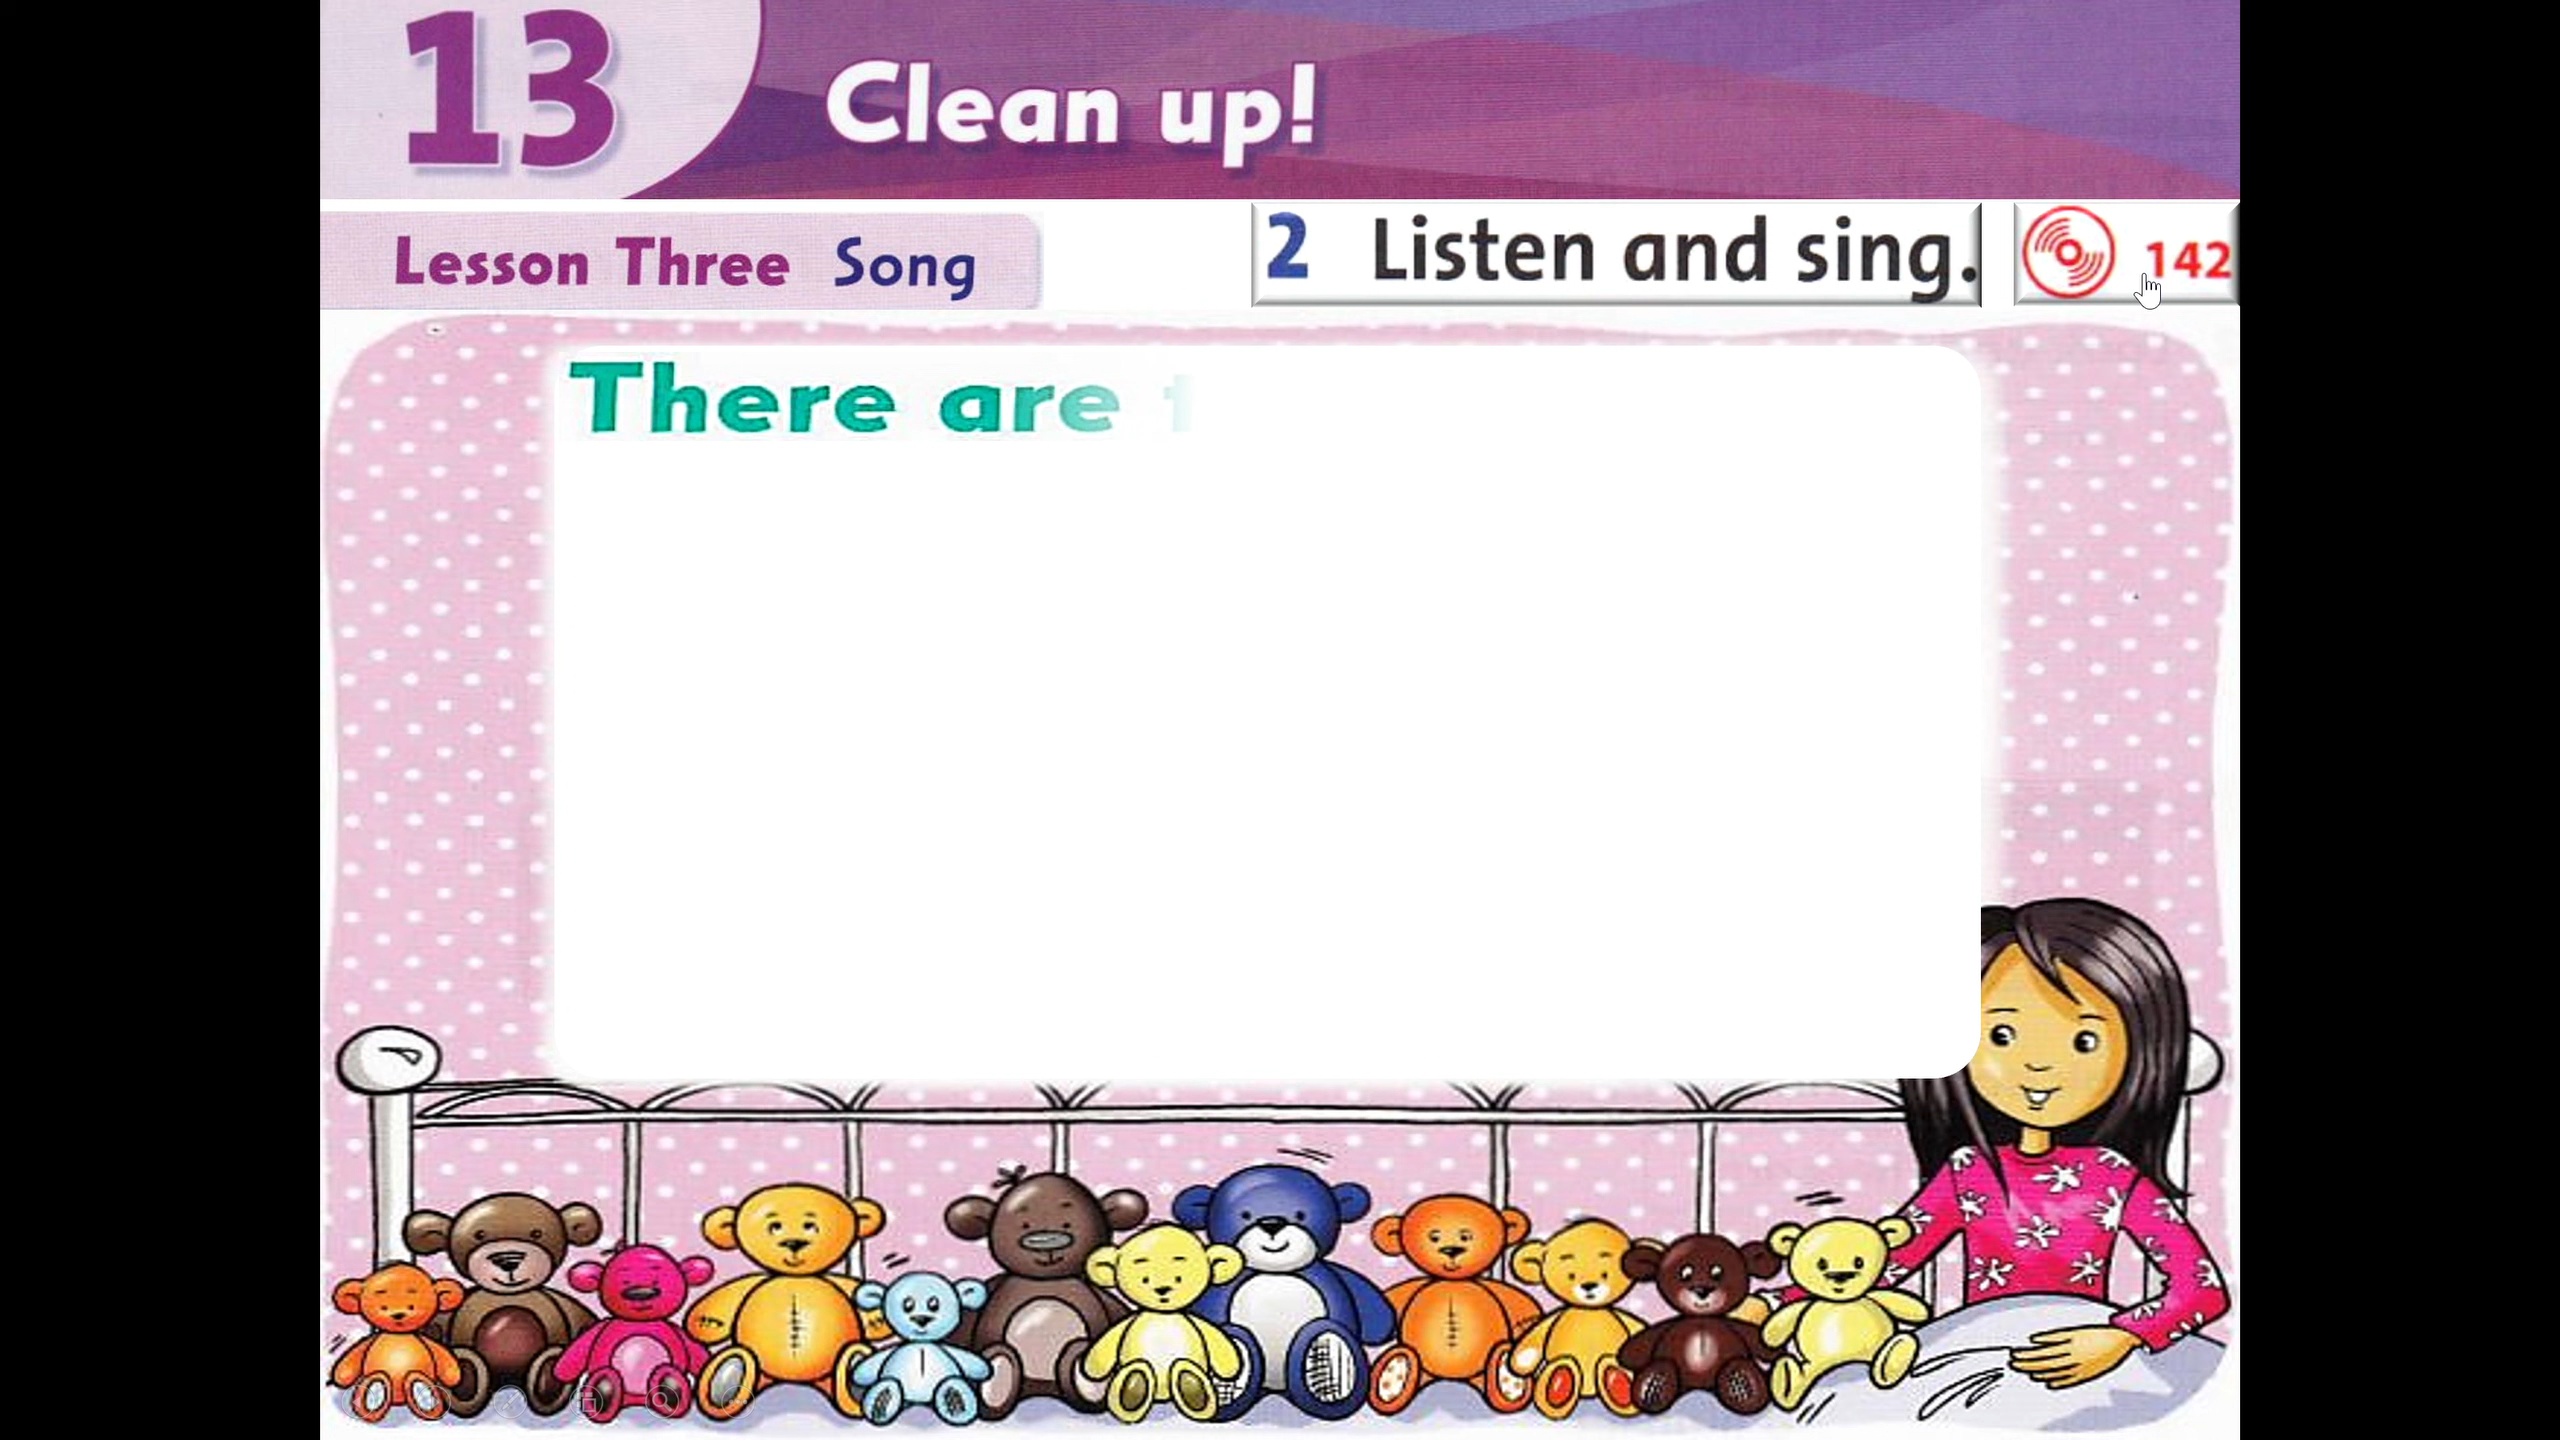 13 Clean up!
Lesson Three Song
2 Listen and sing.
142
There are